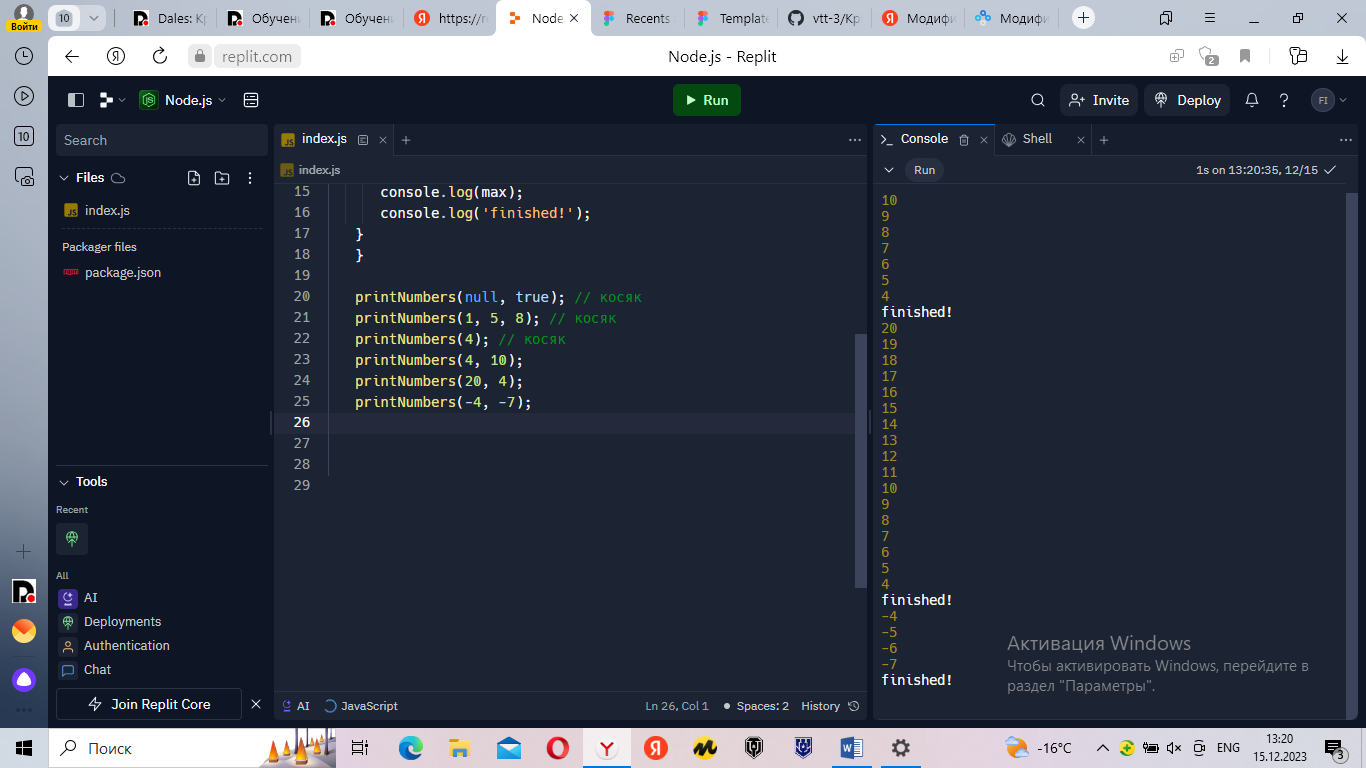 Войти
10
Dales: Кр
Обучени
Обучени
https://re
Node
Recents
Template
vtt-3/Кр
Модифи
Модифи
replit.com
Node.js - Replit
2
Node.js
Run
Invite
Deploy
FI
Search
Files
index.js
Packager files
package.json
Tools
Recent
All
AI
Deployments
Authentication
Chat
Join Replit Core
index.js
index.js
15 console.log(max);
16 console.log('finished!');
17 }
18 }
19
20 printNumbers(null, true); // косяк
21 printNumbers(1, 5, 8); // косяк
22 printNumbers(4); // косяк
23 printNumbers(4, 10);
24 printNumbers(20, 4);
25 printNumbers(-4, -7);
26
27
28
29
AI
JavaScript
Ln 26, Col 1
Spaces: 2
History
Console
Shell
Run
1s on 13:20:35, 12/15
10
9
8
7
6
5
4
finished!
20
19
18
17
16
15
14
13
12
11
10
9
8
7
6
5
4
finished!
-4
-5
-6
-7
finished!
Активация Windows
Чтобы активировать Windows, перейдите в
раздел "Параметры".
10
Поиск
-16°C
ENG
13:20
15.12.2023
3